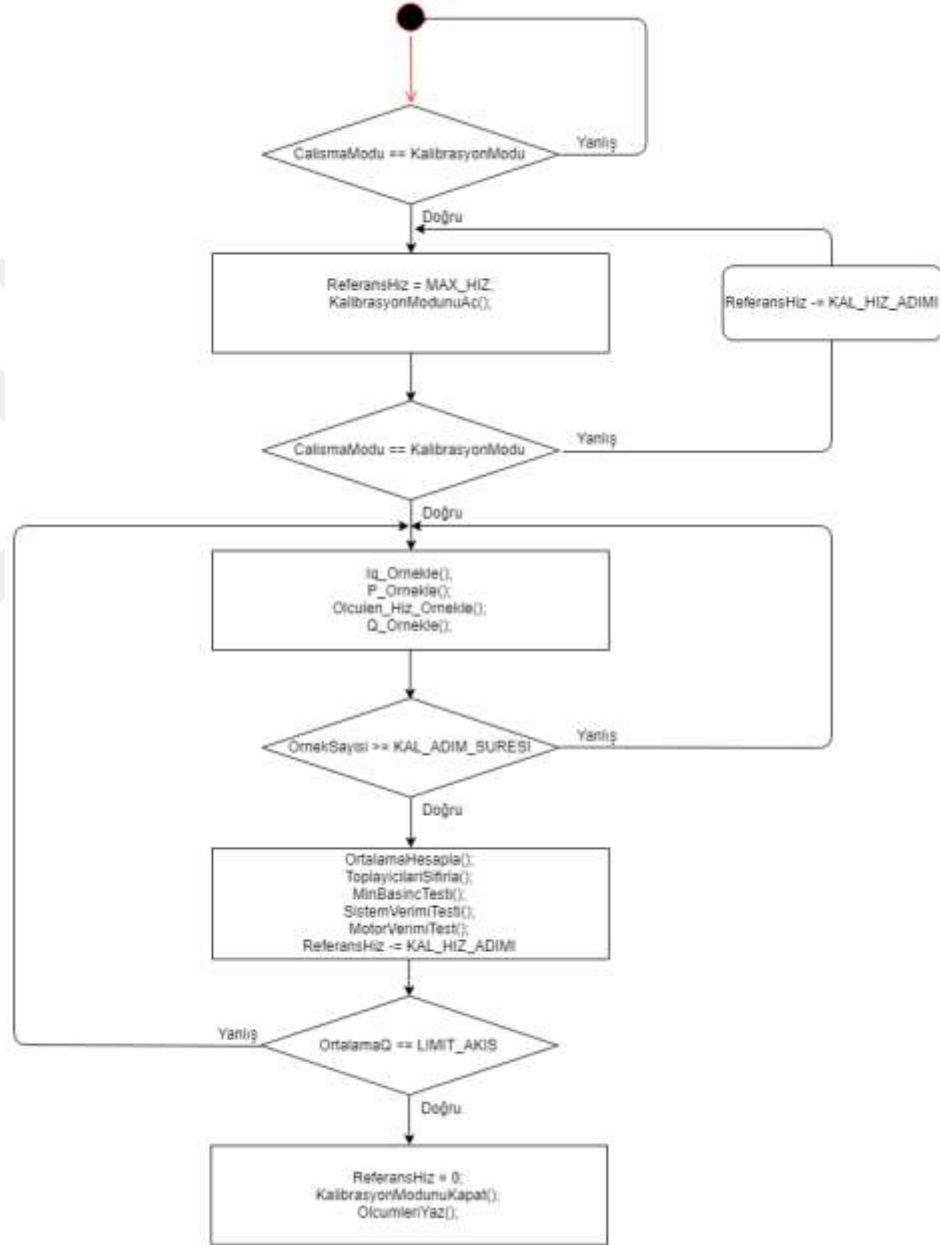 CalismaModu == KalibrasyonModu
Yanlış
Doğru
ReferansHiz = MAX_HIZ;
KalibrasyonModunuAc();
ReferansHiz -= KAL_HIZ_ADIMI
CalismaModu == KalibrasyonModu
Yanlış
Doğru
Iq_Ornekle();
P_Ornekle();
Olculen_Hiz_Ornekle();
Q_Ornekle();
OrnekSayisi >= KAL_ADIM_SURESI
Yanlış
Doğru
OrtalamaHesapla();
ToplayicilariSifirla();
MinBasincTesti();
SistemVerimiTesti();
MotorVerimiTest();
ReferansHiz -= KAL_HIZ_ADIMI
Yanlış
OrtalamaQ == LIMIT_AKIS
Doğru
ReferansHiz = 0;
KalibrasyonModunuKapat();
OlcumleriYaz();